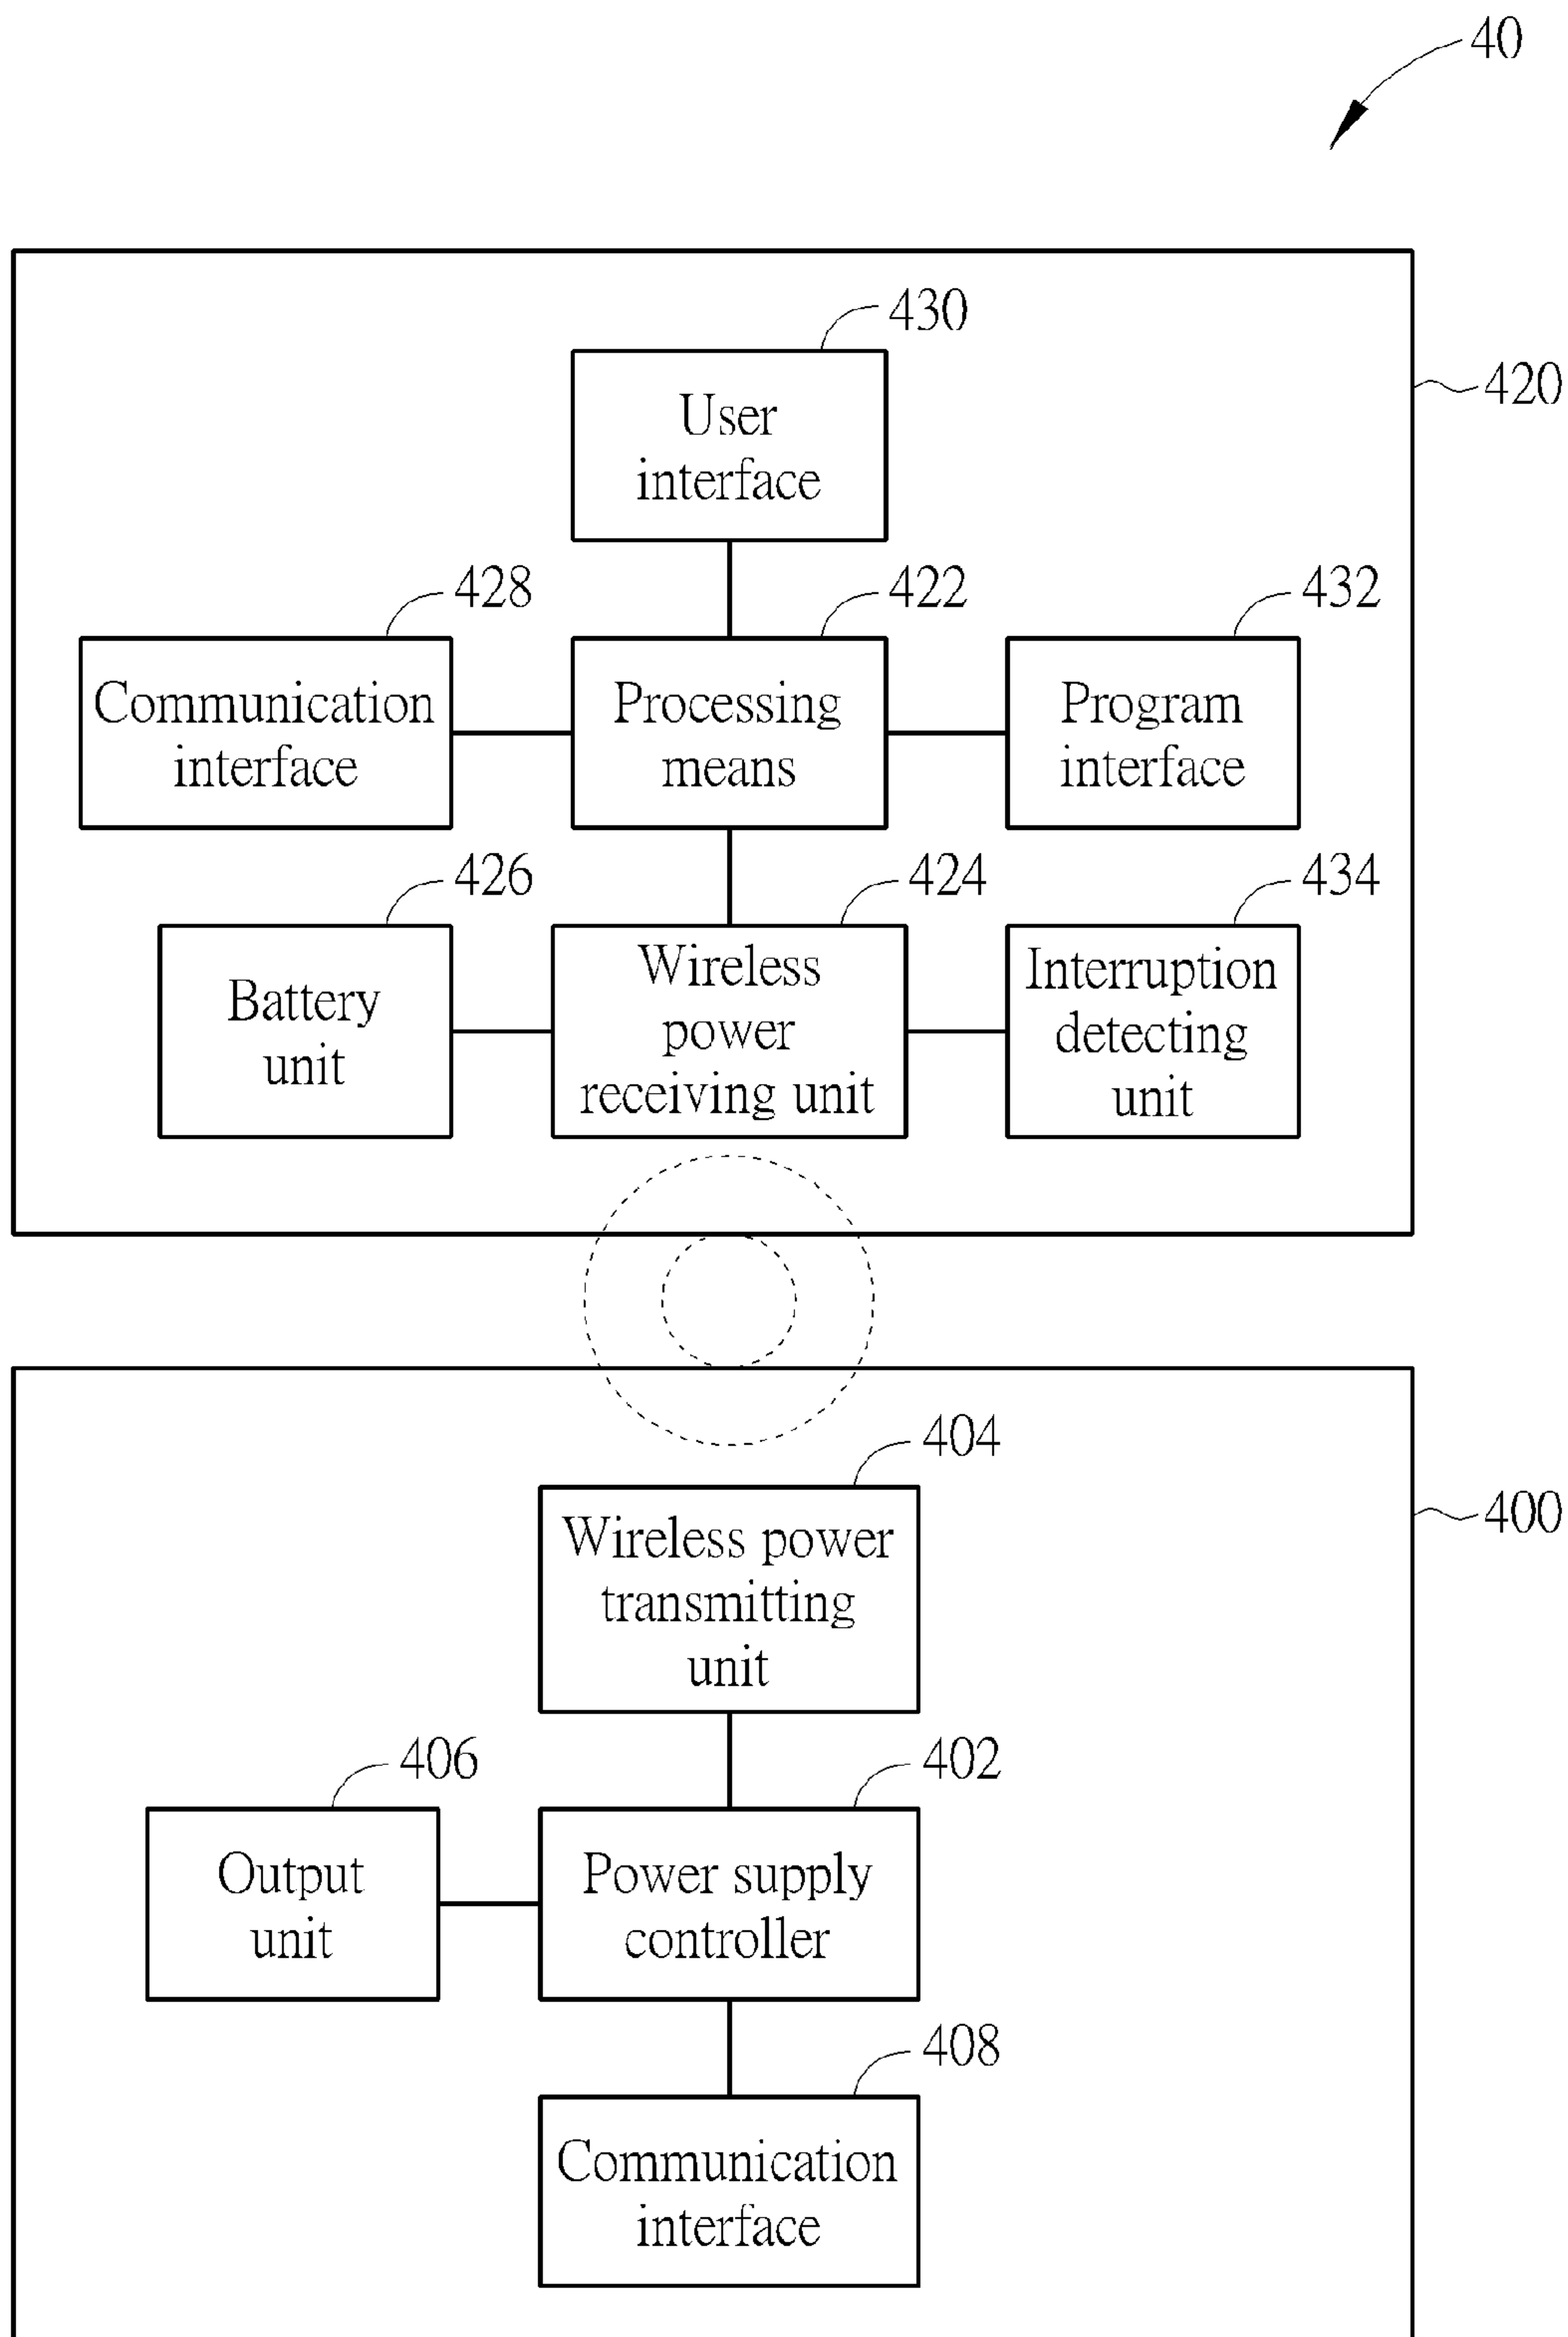 40
430
420
User
interface
428
422
432
Communication
interface
Processing
means
Program
interface
426
424
434
Battery
unit
Wireless
power
receiving unit
Interruption
detecting
unit
404
400
Wireless power
transmitting
unit
406
402
Output
unit
Power supply
controller
408
Communication
interface